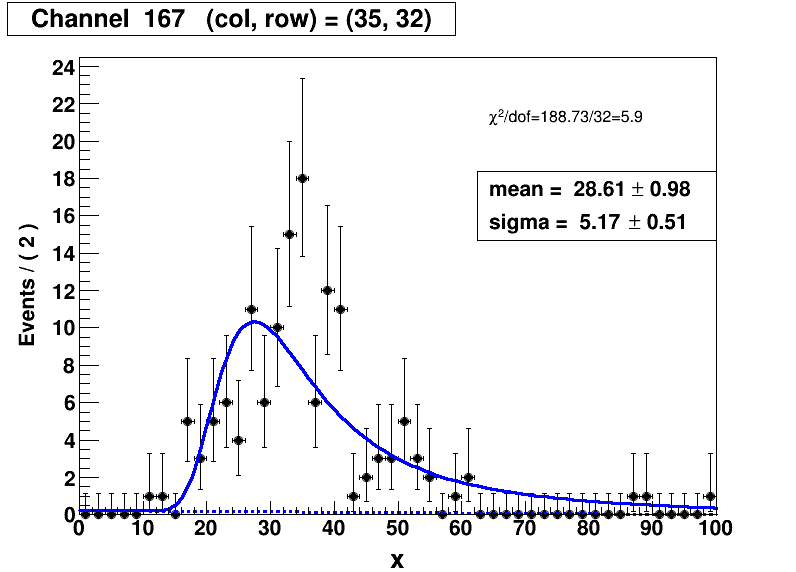 Channel 167 (col, row) = (35, 32)
χ²/dof=188.73/32=5.9
mean = 28.61 ± 0.98
sigma = 5.17 ± 0.51
Events / ( 2 )
24
22
20
18
16
14
12
10
8
6
4
2
0
0 10 20 30 40 50 60 70 80 90 100
x